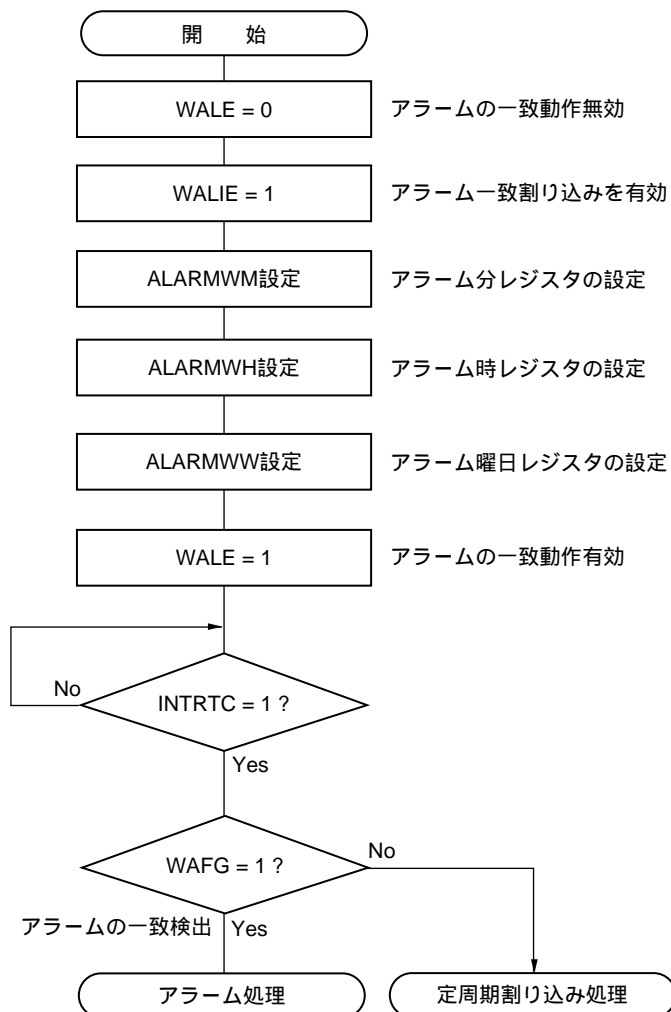 開　始
WALE = 0 アラームの一致動作無効
WALIE = 1 アラーム一致割り込みを有効
ALARMWM設定 アラーム分レジスタの設定
ALARMWH設定 アラーム時レジスタの設定
ALARMWW設定 アラーム曜日レジスタの設定
WALE = 1 アラームの一致動作有効
No
INTRTC = 1 ?
Yes
WAFG = 1 ?
No
アラームの一致検出 Yes
アラーム処理 定周期割り込み処理